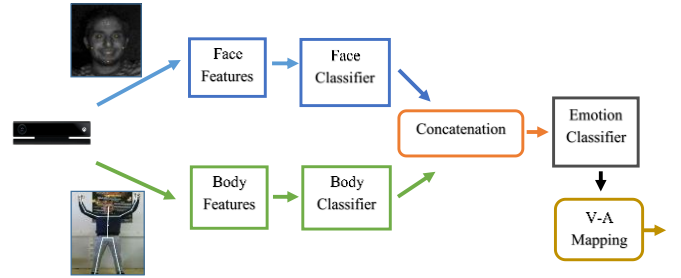 Face
Features
Face
Classifier
Concatenation
Emotion
Classifier
Body
Features
Body
Classifier
V-A
Mapping